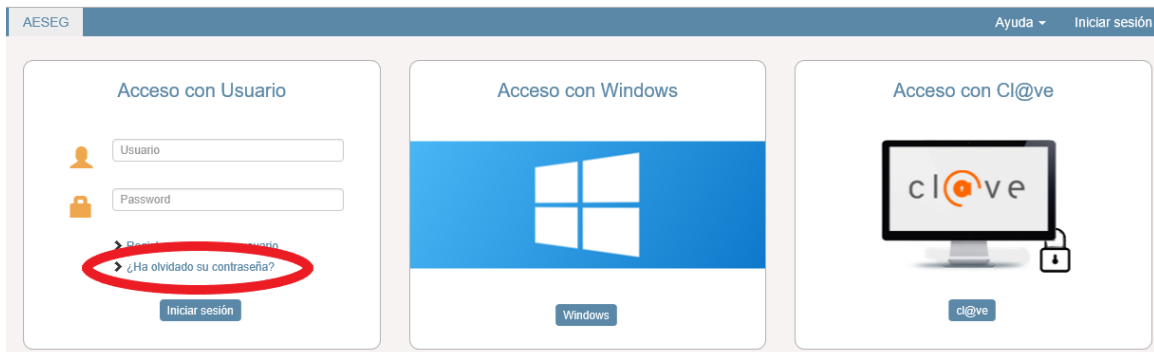 AESEG
Ayuda
Iniciar sesión
Acceso con Usuario
Usuario
Password
¿Ha olvidado su contraseña?
Iniciar sesión
Acceso con Windows
Windows
Acceso con Cl@ve
cl@ve
cl@ve